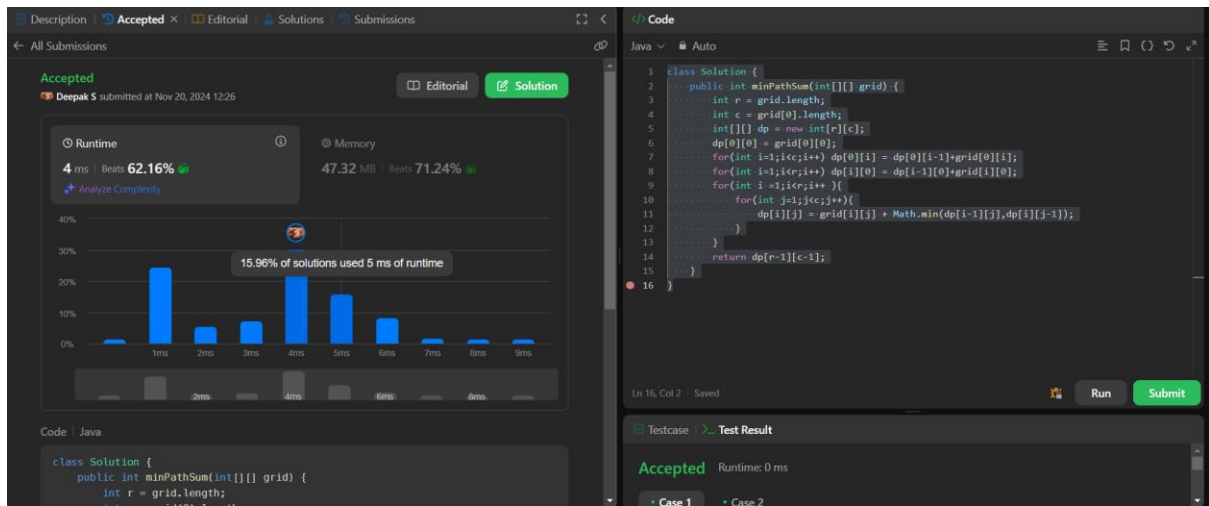 Description | Accepted × | Editorial | Solutions | Submissions
← All Submissions
Accepted
Deepak S submitted at Nov 20, 2024 12:26
Editorial
Solution
Runtime
4 ms | Beats 62.16%
Analyze Complexity
Memory
47.32 MB | Beats 71.24%
40%
30%
20%
10%
0%
15.96% of solutions used 5 ms of runtime
1ms 2ms 3ms 4ms 5ms 6ms 7ms 8ms 9ms
2ms 4ms 6ms 8ms
Code | Java
class Solution {
public int minPathSum(int[][] grid) {
int r = grid.length;
</> Code
Java Auto
1 class Solution {
2 public int minPathSum(int[][] grid) {
3 int r = grid.length;
4 int c = grid[0].length;
5 int[][] dp = new int[r][c];
6 dp[0][0] = grid[0][0];
7 for(int i=1;i<c;i++) dp[0][i] = dp[0][i-1]+grid[0][i];
8 for(int i=1;i<r;i++) dp[i][0] = dp[i-1][0]+grid[i][0];
9 for(int i =1;i<r;i++ ){
10 for(int j=1;j<c;j++){
11 dp[i][j] = grid[i][j] + Math.min(dp[i-1][j],dp[i][j-1]);
12 }
13 }
14 return dp[r-1][c-1];
15 }
16 }
Ln 16, Col 2 | Saved
Run
Submit
Testcase | >_ Test Result
Accepted Runtime: 0 ms
• Case 1 • Case 2